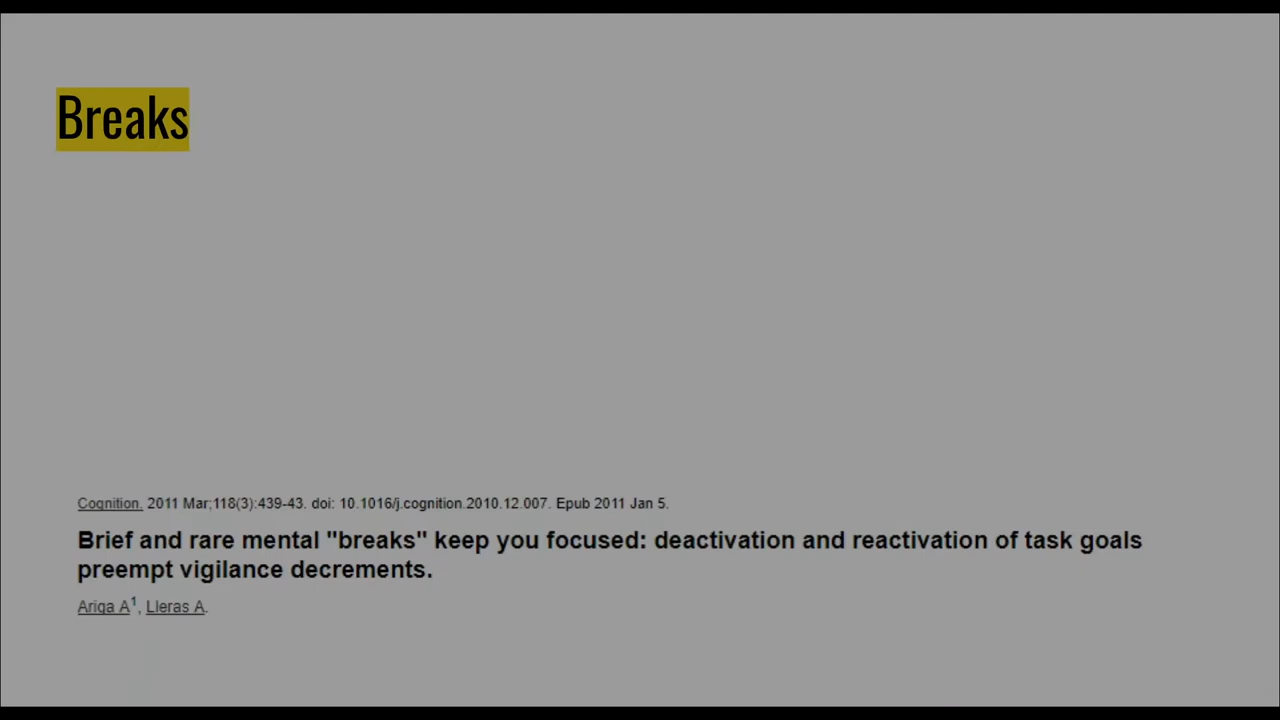 Breaks
Cognition. 2011 Mar;118(3):439-43. doi: 10.1016/j.cognition.2010.12.007. Epub 2011 Jan 5.
Brief and rare mental "breaks" keep you focused: deactivation and reactivation of task goals
preempt vigilance decrements.
Ariga A1, Lleras A.